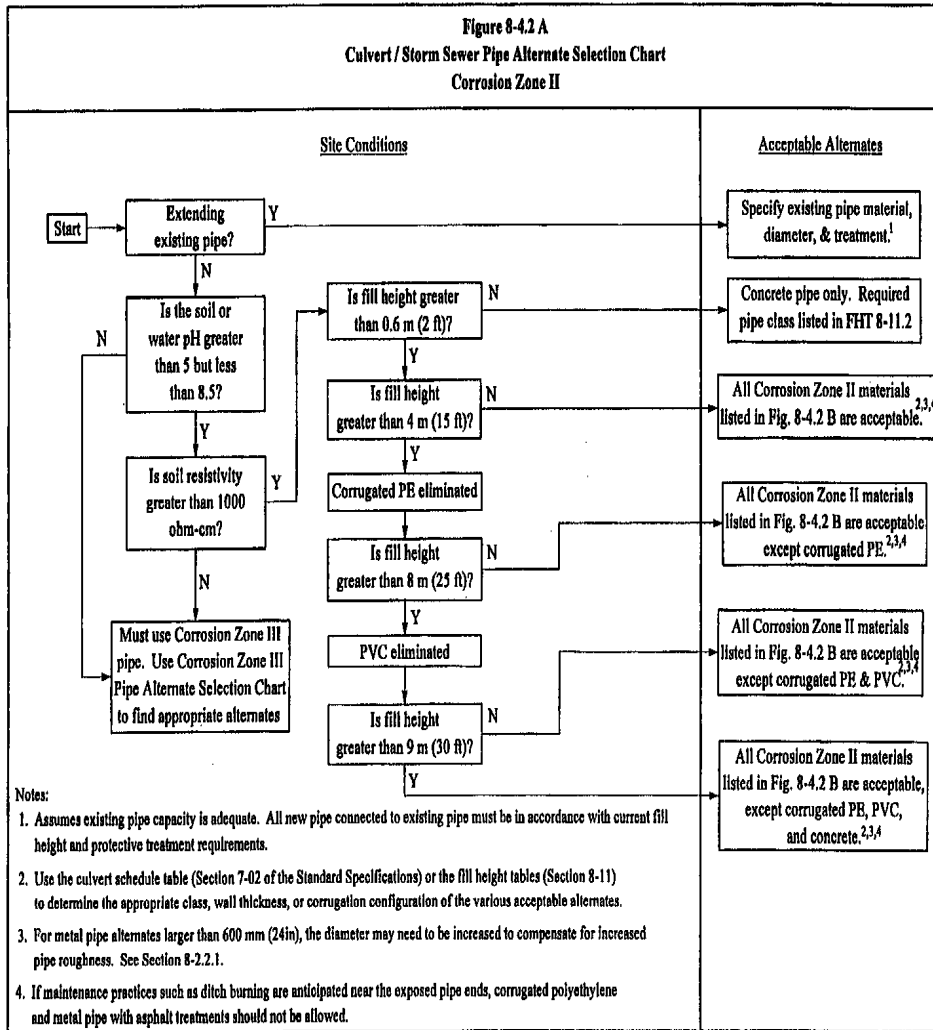 Figure 8-4.2 A
Culvert / Storm Sewer Pipe Alternate Selection Chart
Corrosion Zone II
Site Conditions
Acceptable Alternates
Start
Extending
existing pipe?
Y
N
Specify existing pipe material,
diameter, & treatment.1
Is the soil or
water pH greater
than 5 but less
than 8.5?
N
Y
Is soil resistivity
greater than 1000
ohm-cm?
Y
N
Must use Corrosion Zone III
pipe. Use Corrosion Zone III
Pipe Alternate Selection Chart
to find appropriate alternates
Is fill height greater
than 0.6 m (2 ft)?
N
Y
Concrete pipe only. Required
pipe class listed in FHT 8-11.2
Is fill height
greater than 4 m (15 ft)?
N
Y
All Corrosion Zone II materials
listed in Fig. 8-4.2 B are acceptable.2,3,4
Corrugated PE eliminated
Is fill height
greater than 8 m (25 ft)?
N
Y
All Corrosion Zone II materials
listed in Fig. 8-4.2 B are acceptable
except corrugated PE.2,3,4
PVC eliminated
Is fill height
greater than 9 m (30 ft)?
N
Y
All Corrosion Zone II materials
listed in Fig. 8-4.2 B are acceptable
except corrugated PE & PVC.2,3,4
All Corrosion Zone II materials
listed in Fig. 8-4.2 B are acceptable,
except corrugated PE, PVC,
and concrete.2,3,4
Notes:
1. Assumes existing pipe capacity is adequate. All new pipe connected to existing pipe must be in accordance with current fill
height and protective treatment requirements.
2. Use the culvert schedule table (Section 7-02 of the Standard Specifications) or the fill height tables (Section 8-11)
to determine the appropriate class, wall thickness, or corrugation configuration of the various acceptable alternates.
3. For metal pipe alternates larger than 600 mm (24in), the diameter may need to be increased to compensate for increased
pipe roughness. See Section 8-2.2.1.
4. If maintenance practices such as ditch burning are anticipated near the exposed pipe ends, corrugated polyethylene
and metal pipe with asphalt treatments should not be allowed.